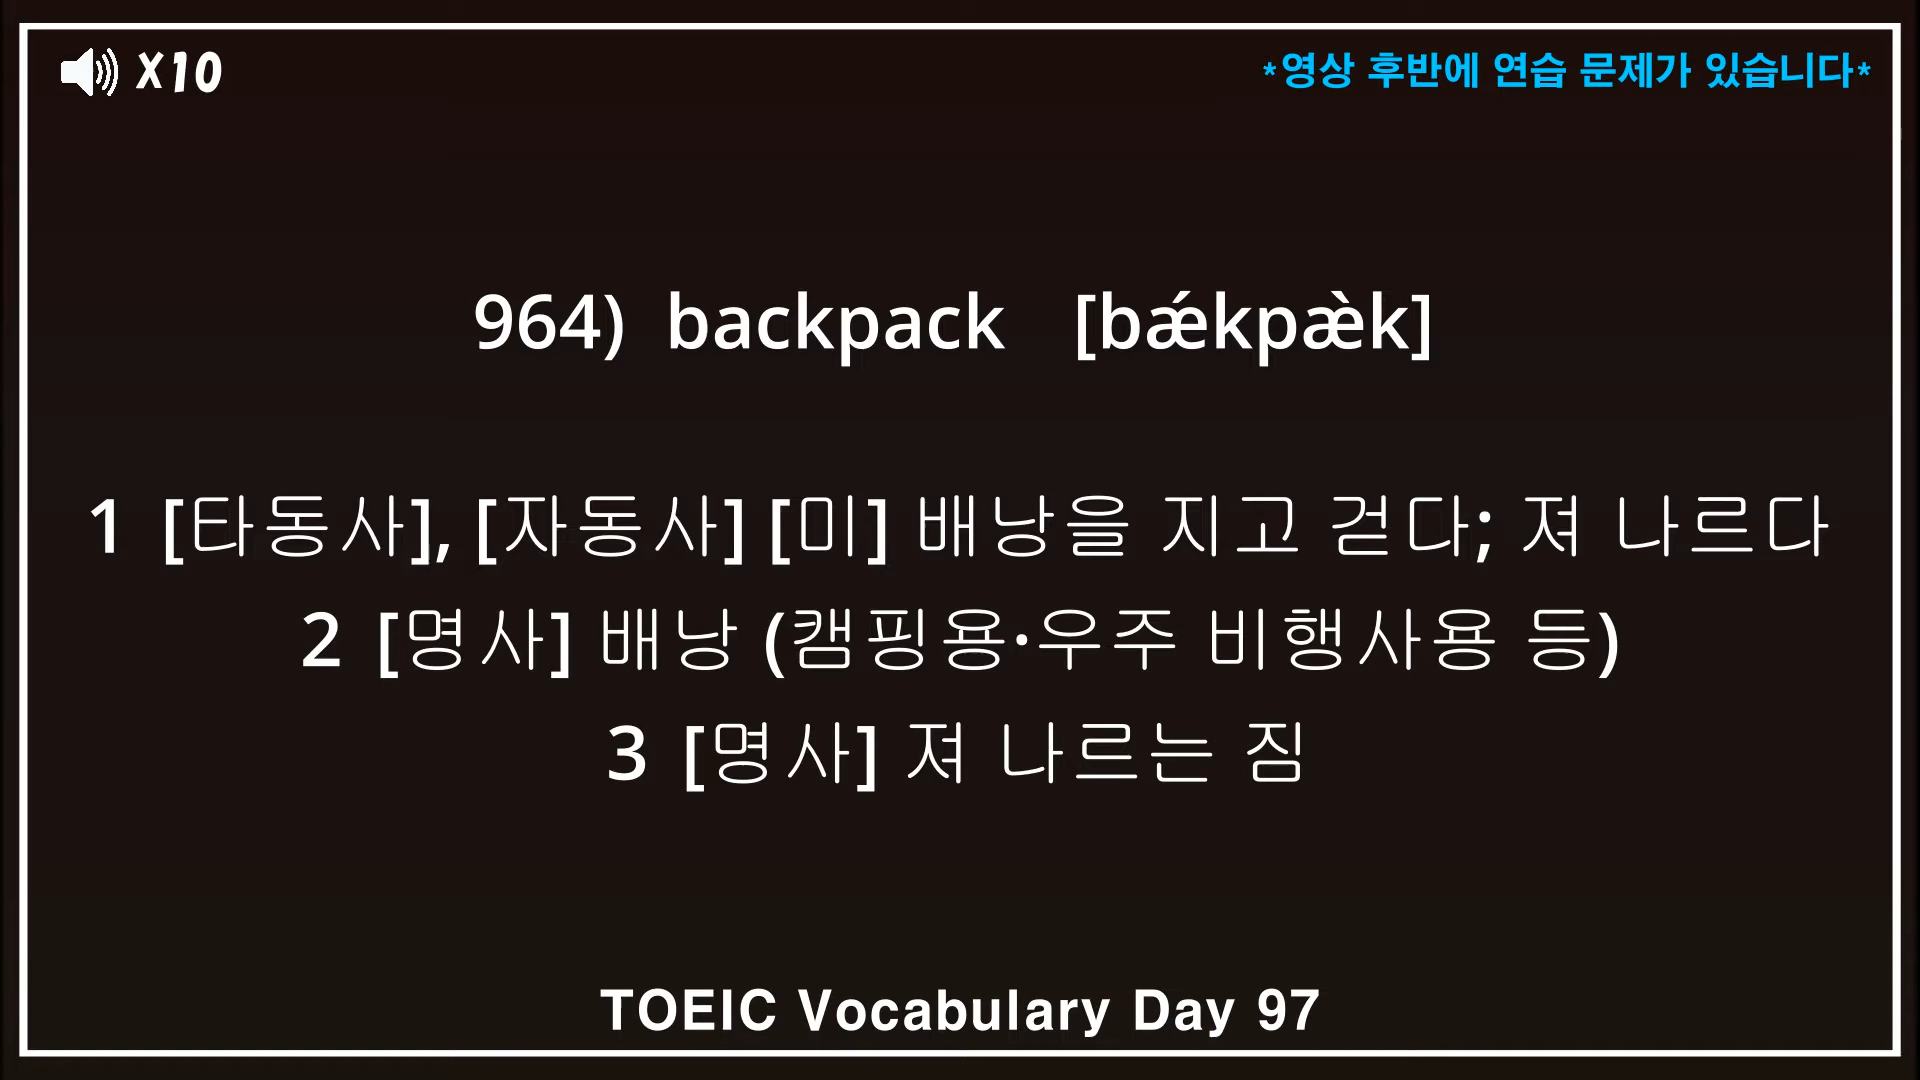 X10
*영상 후반에 연습 문제가 있습니다*
964) backpack [bǽkpæ̀k]
1 [타동사], [자동사] [미] 배낭을 지고 걷다; 져 나르다
2 [명사] 배낭 (캠핑용·우주 비행사용 등)
3 [명사] 져 나르는 짐
TOEIC Vocabulary Day 97